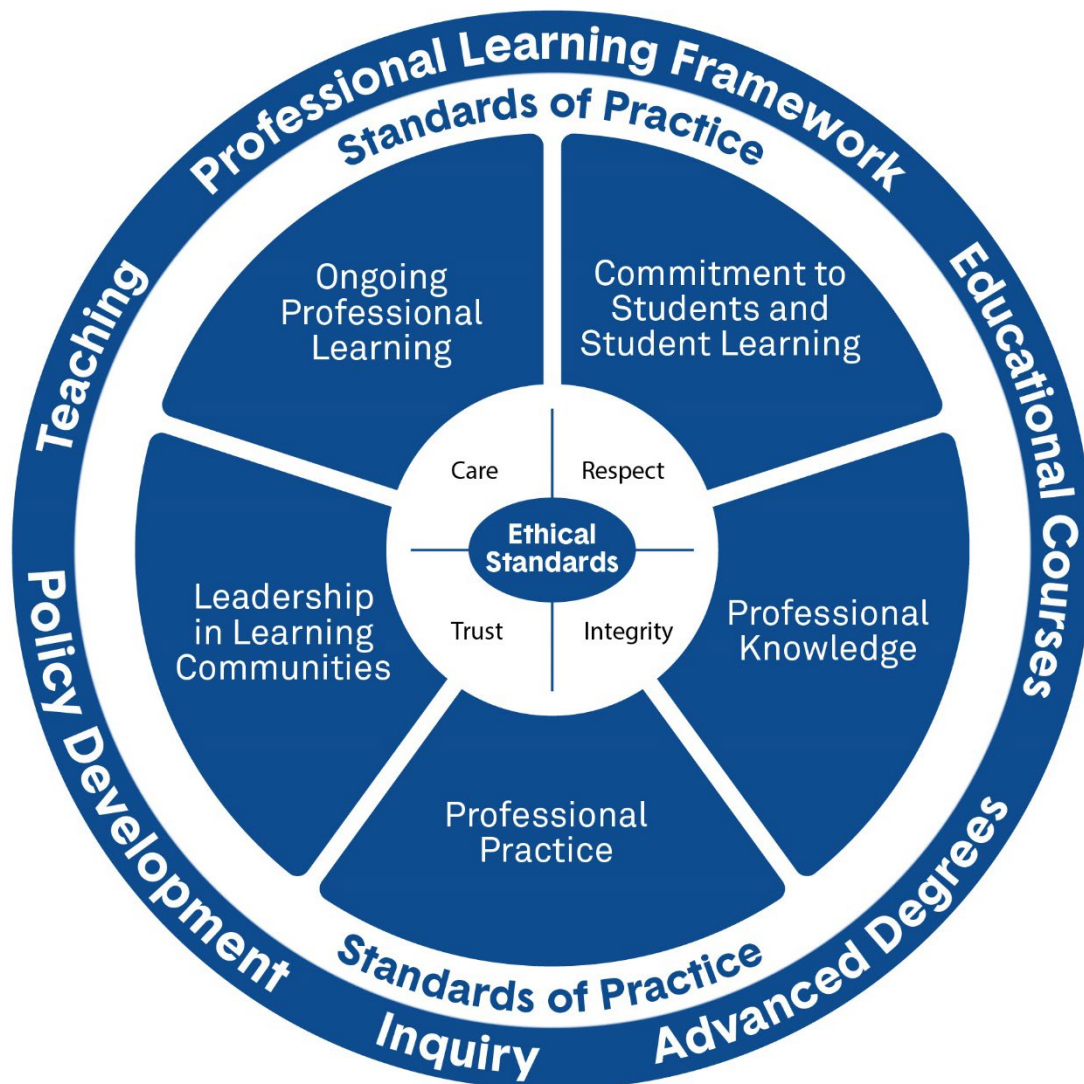 Professional Learning Framework
Educational Courses
Advanced Degrees
Inquiry
Policy Development
Teaching
Standards of Practice
Ongoing
Professional
Learning
Commitment to
Students and
Student Learning
Leadership
in Learning
Communities
Professional
Knowledge
Professional
Practice
Standards of Practice
Care
Respect
Ethical
Standards
Trust
Integrity